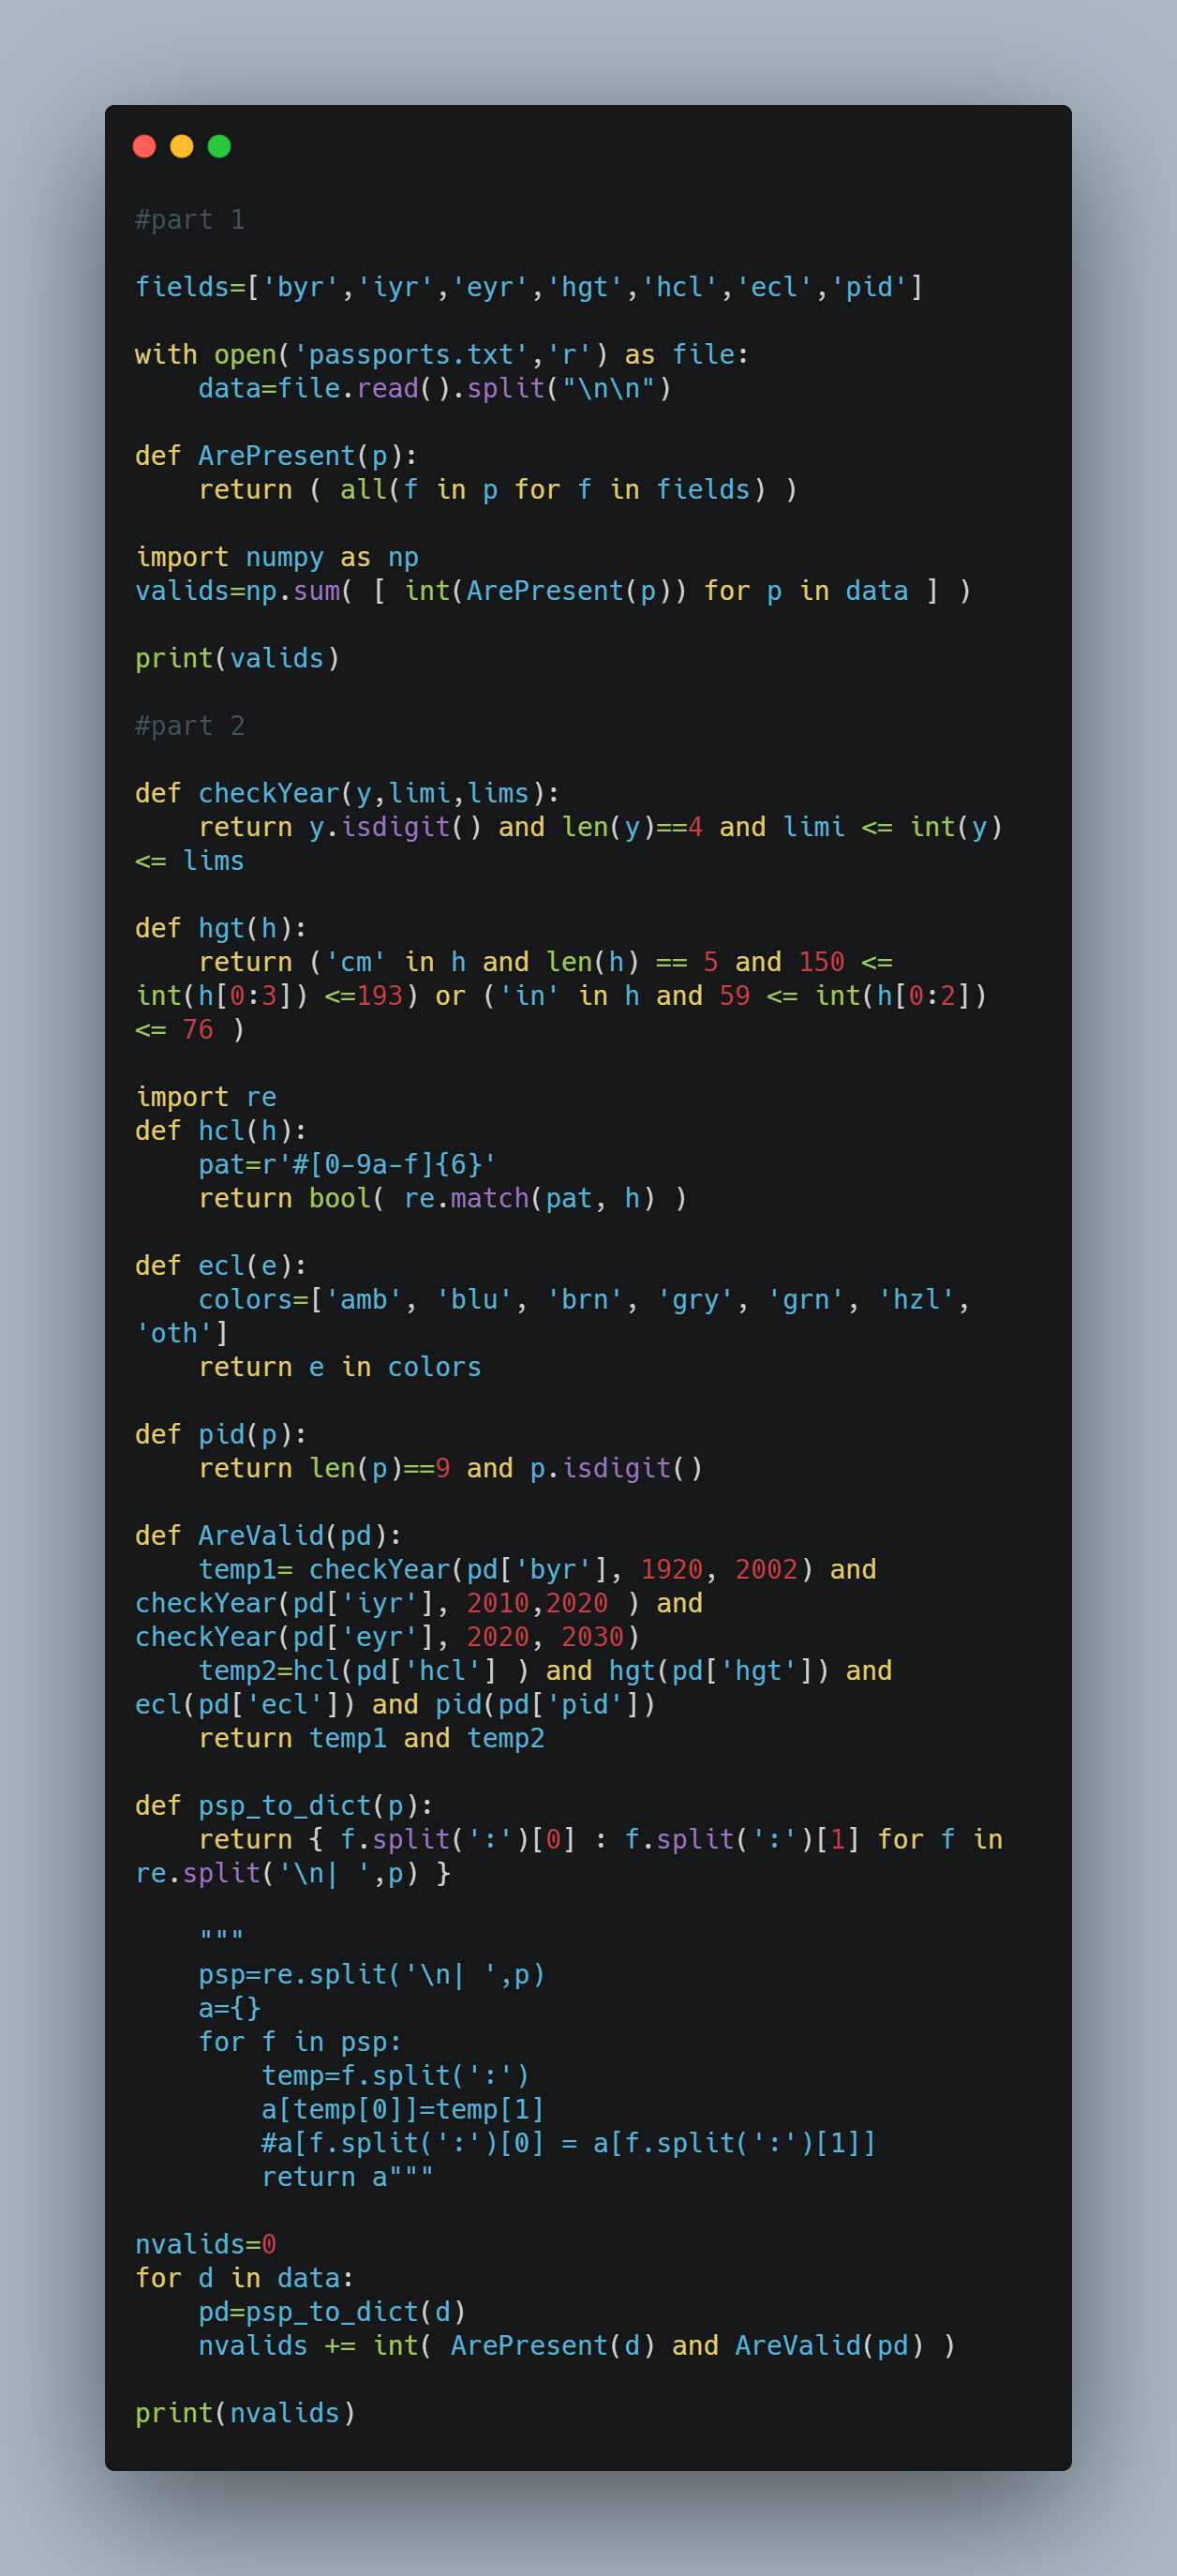 #part 1

fields=['byr','iyr','eyr','hgt','hcl','ecl','pid']

with open('passports.txt','r') as file:
    data=file.read().split("\n\n")

def ArePresent(p):
    return ( all(f in p for f in fields) )

import numpy as np
valids=np.sum( [ int(ArePresent(p)) for p in data ] )

print(valids)

#part 2

def checkYear(y,limi,lims):
    return y.isdigit() and len(y)==4 and limi <= int(y)
<= lims

def hgt(h):
    return ('cm' in h and len(h) == 5 and 150 <=
int(h[0:3]) <=193) or ('in' in h and 59 <= int(h[0:2])
<= 76 )

import re
def hcl(h):
    pat=r'#[0-9a-f]{6}'
    return bool( re.match(pat, h) )

def ecl(e):
    colors=['amb', 'blu', 'brn', 'gry', 'grn', 'hzl',
'oth']
    return e in colors

def pid(p):
    return len(p)==9 and p.isdigit()

def AreValid(pd):
    temp1= checkYear(pd['byr'], 1920, 2002) and
checkYear(pd['iyr'], 2010,2020 ) and
checkYear(pd['eyr'], 2020, 2030)
    temp2=hcl(pd['hcl'] ) and hgt(pd['hgt']) and
ecl(pd['ecl']) and pid(pd['pid'])
    return temp1 and temp2

def psp_to_dict(p):
    return { f.split(':')[0] : f.split(':')[1] for f in
re.split('\n| ',p) }

    """
    psp=re.split('\n| ',p)
    a={}
    for f in psp:
        temp=f.split(':')
        a[temp[0]]=temp[1]
        #a[f.split(':')[0] = a[f.split(':')[1]]
        return a"""

nvalids=0
for d in data:
    pd=psp_to_dict(d)
    nvalids += int( ArePresent(d) and AreValid(pd) )

print(nvalids)